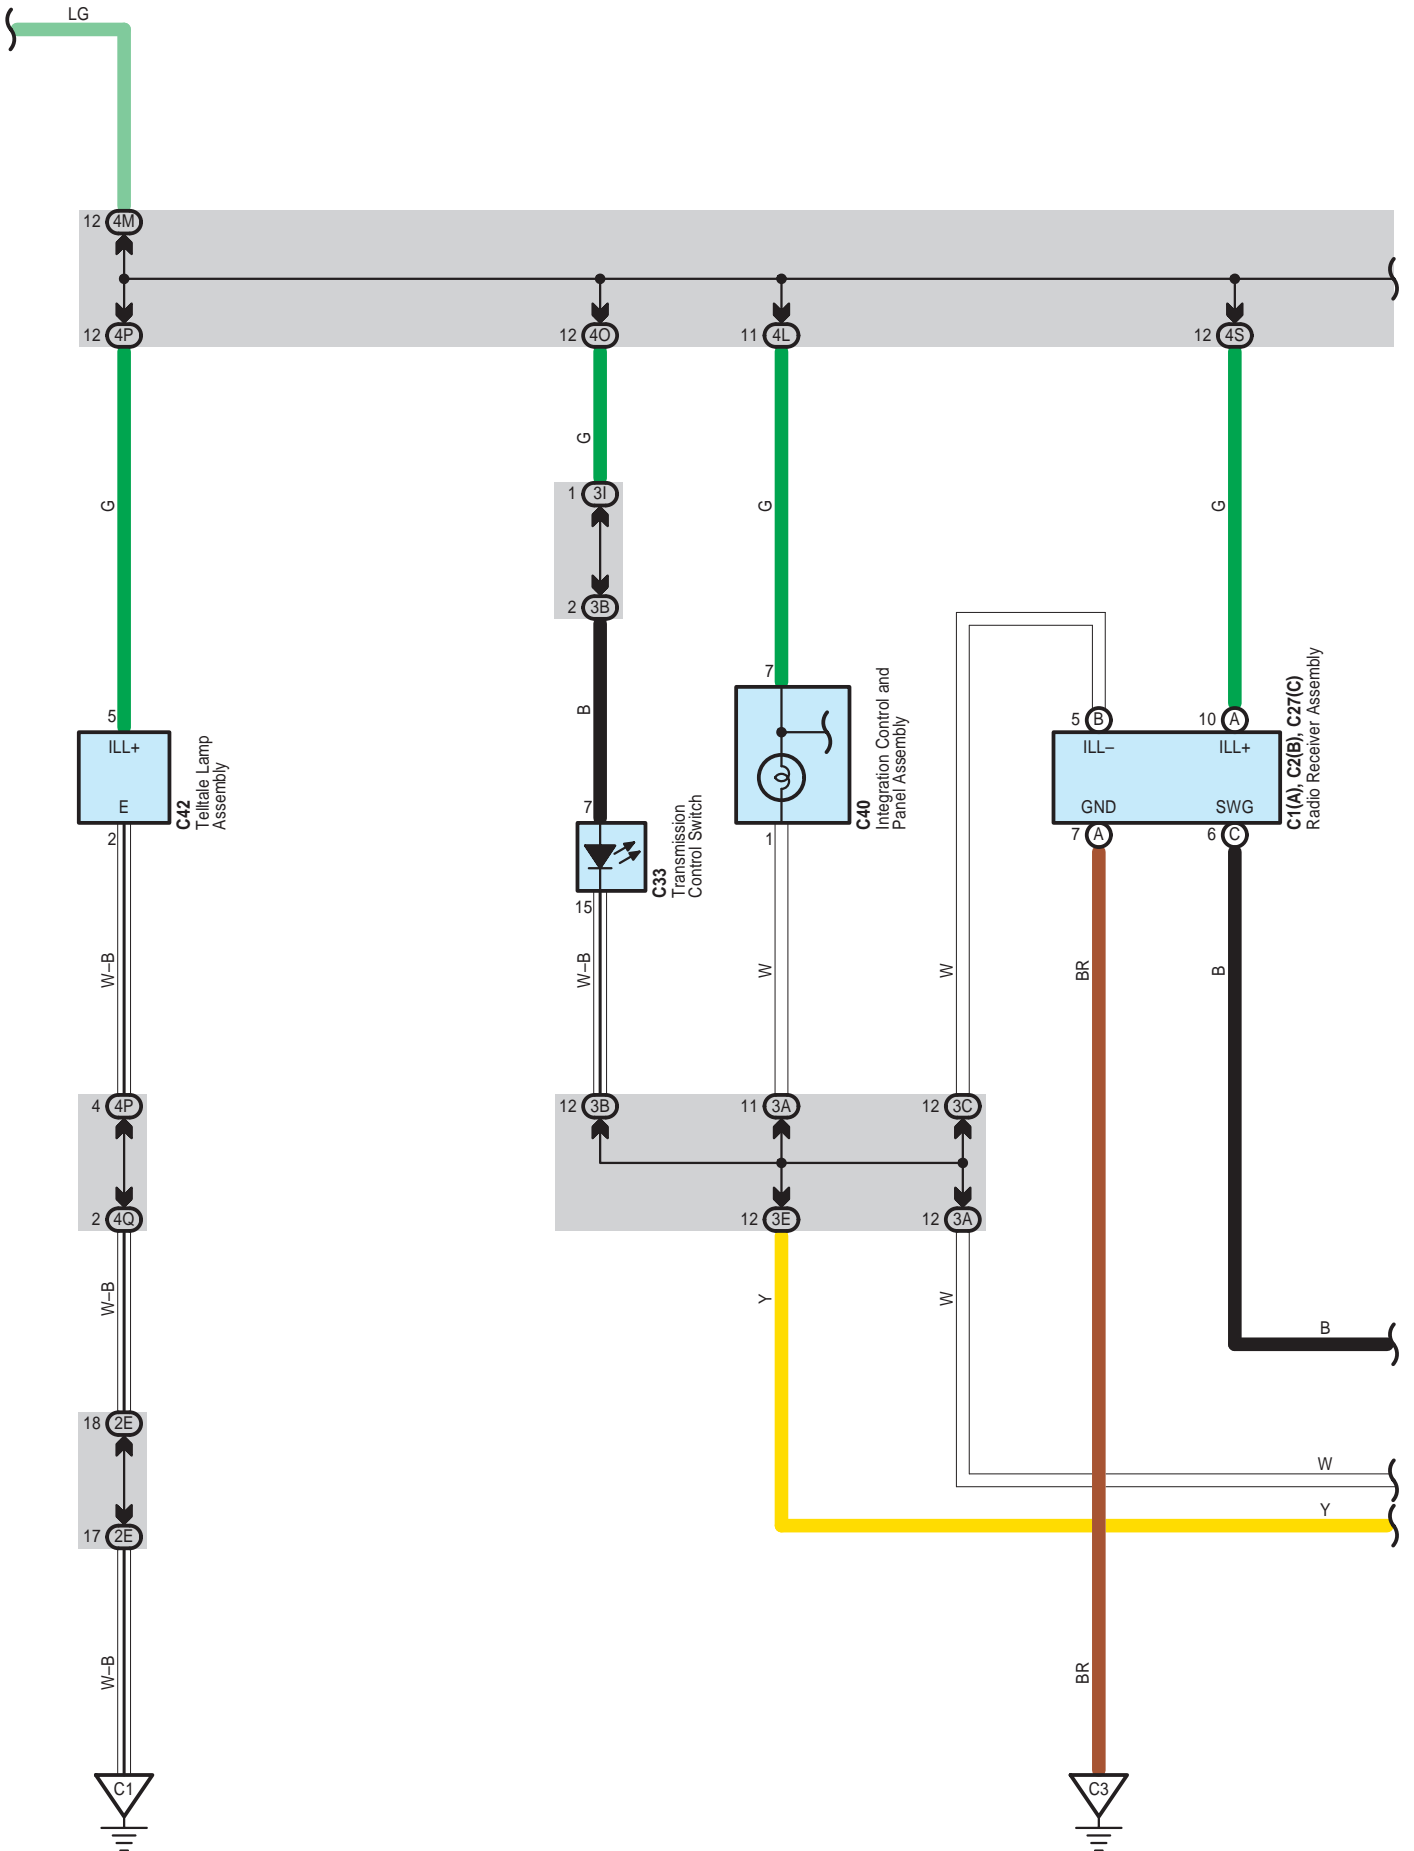 LG
12 4M
12 4P
12 4O
11 4L
12 4S
G
G
G
G
1 3I
2 3B
B
5
ILL+
E
2
C42
Telltale Lamp
Assembly
7
15
C33
Transmission
Control Switch
7
1
C40
Integration Control and
Panel Assembly
5 B
10 A
ILL–
ILL+
GND
SWG
7 A
6 C
C1(A), C2(B), C27(C)
Radio Receiver Assembly
W–B
W–B
W
W
BR
B
4 4P
12 3B
11 3A
12 3C
2 4Q
12 3E
12 3A
W–B
Y
W
B
18 2E
W
Y
17 2E
W–B
BR
C1
C3